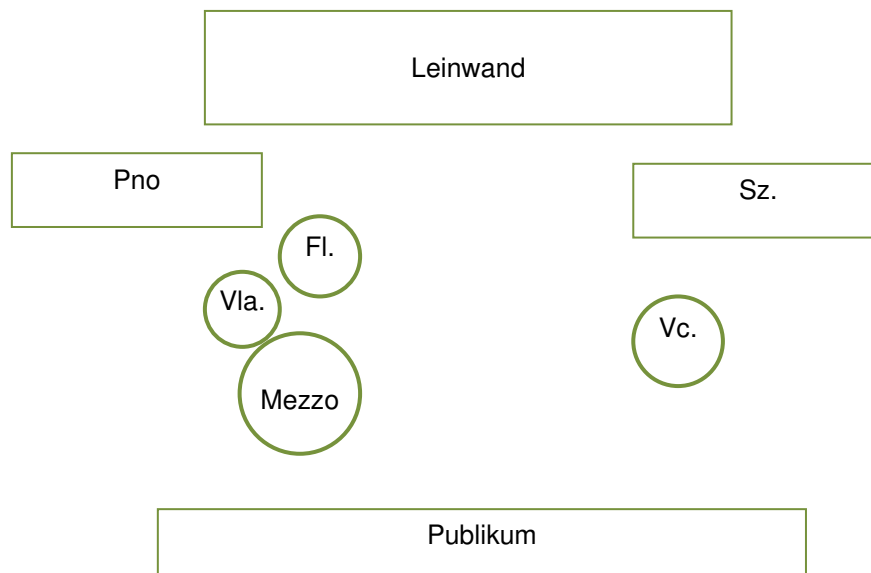 Leinwand
Pno
Sz.
Fl.
Vla.
Vc.
Mezzo
Publikum